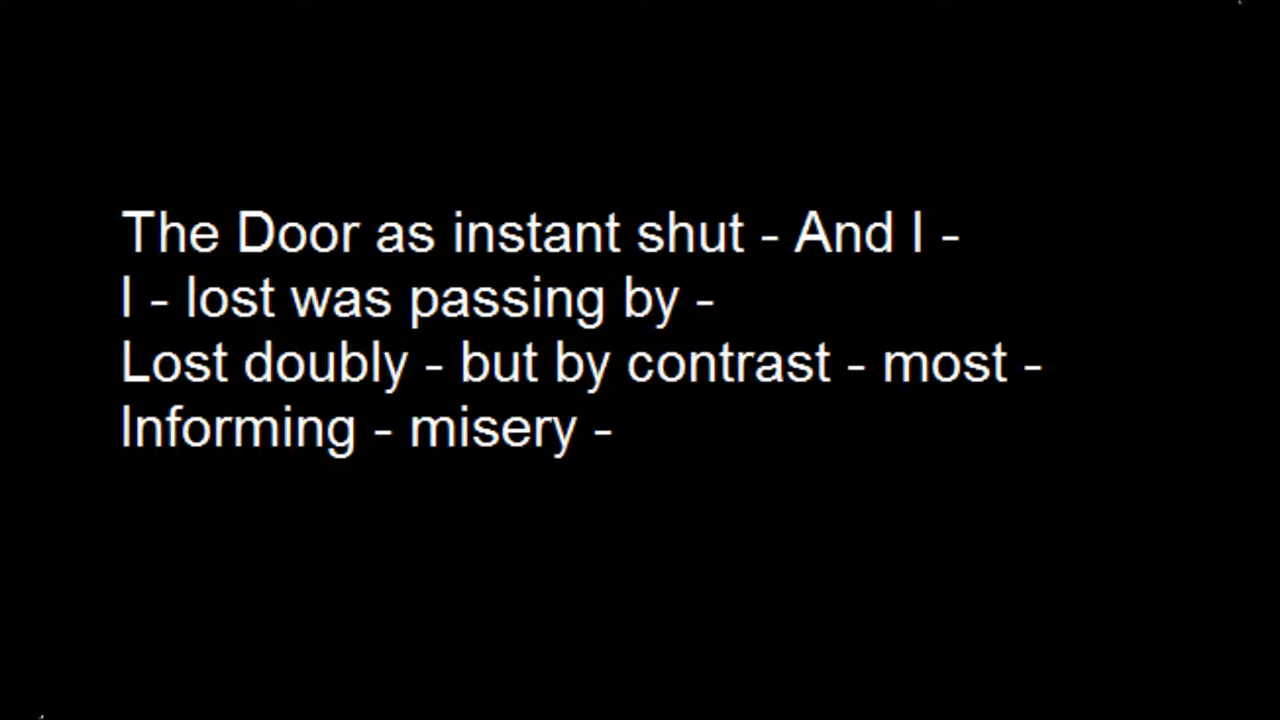 The Door as instant shut - And I -
I - lost was passing by -
Lost doubly - but by contrast - most -
Informing - misery -